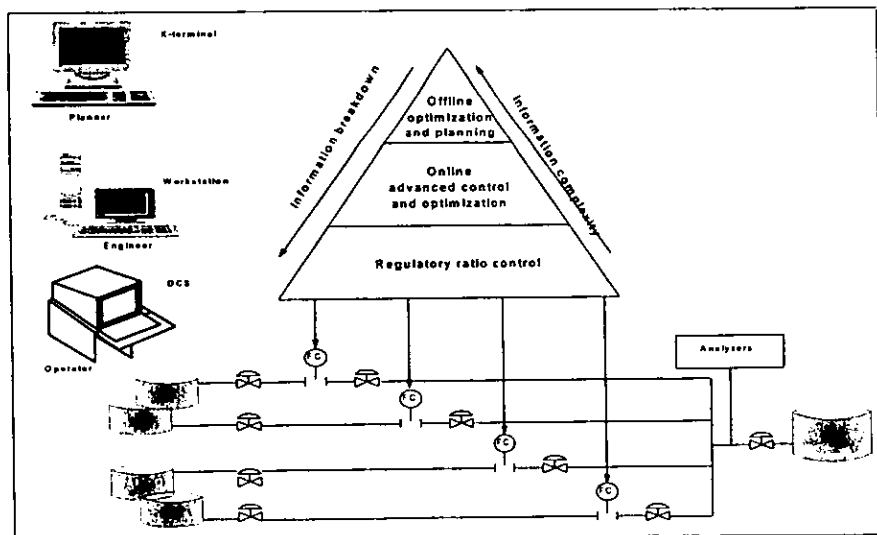 X-terminal
Planner
Workstation
Engineer
DCS
Operator
Information breakdown
Information complexity
Offline
optimization
and planning
Online
advanced control
and optimization
Regulatory ratio control
FC
FC
FC
FC
Analyzers